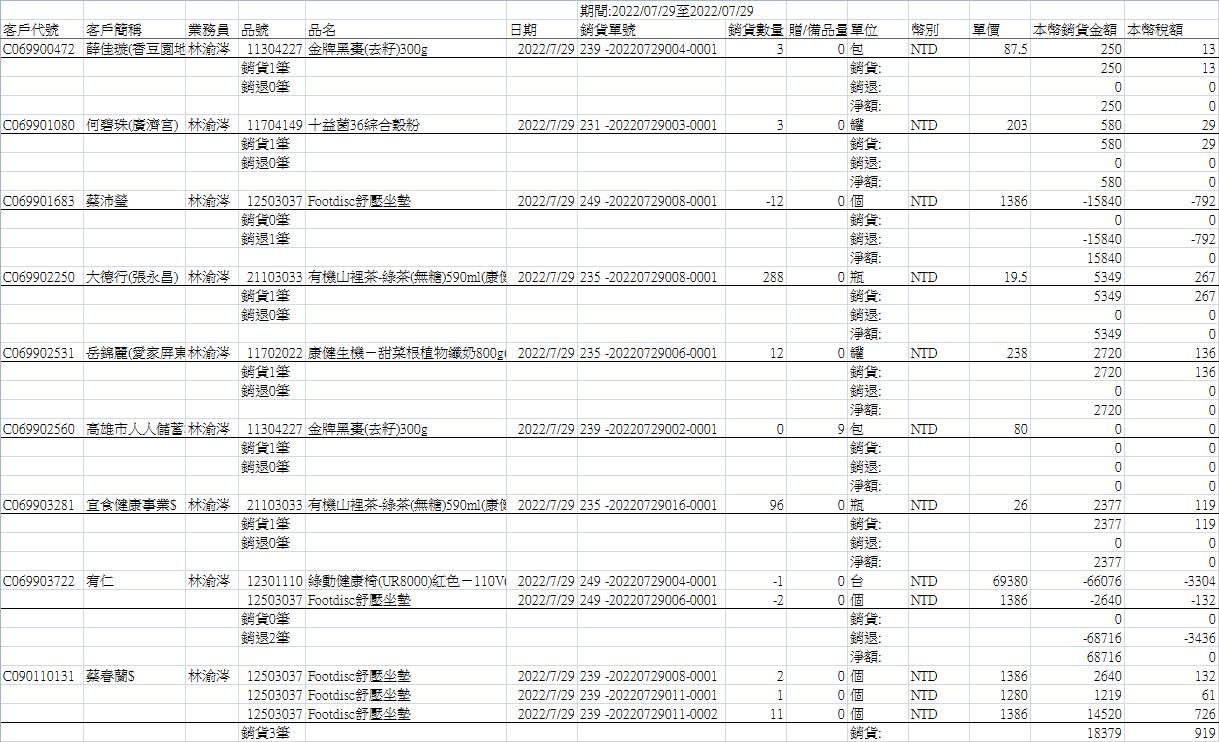 期間:2022/07/29至2022/07/29
客戶代號 客戶簡稱 業務員 品號 品名 日期 銷貨單號 銷貨數量 贈/備品量 單位 幣別 單價 本幣銷貨金額 本幣稅額
C069900472 薛佳璇(香豆園地 林渝涔 11304227 金牌黑棗(去籽)300g 2022/7/29 239 -20220729004-0001 3 0 包 NTD 87.5 250 13
銷貨1筆 銷貨: 250 13
銷退0筆 銷退: 0 0
淨額: 250 0
C069901080 何碧珠(廣濟宮) 林渝涔 11704149 十益菌36綜合穀粉 2022/7/29 231 -20220729003-0001 3 0 罐 NTD 203 580 29
銷貨1筆 銷貨: 580 29
銷退0筆 銷退: 0 0
淨額: 580 0
C069901683 蔡沛瑩 林渝涔 12503037 Footdisc舒壓坐墊 2022/7/29 249 -20220729008-0001 -12 0 個 NTD 1386 -15840 -792
銷貨0筆 銷貨: 0 0
銷退1筆 銷退: -15840 -792
淨額: 15840 0
C069902250 大德行(張永昌) 林渝涔 21103033 有機山裡茶-綠茶(無糖)590ml(康健 2022/7/29 235 -20220729008-0001 288 0 瓶 NTD 19.5 5349 267
銷貨1筆 銷貨: 5349 267
銷退0筆 銷退: 0 0
淨額: 5349 0
C069902531 岳錦麗(愛家屏東 林渝涔 11702022 康健生機－甜菜根植物纖奶800g( 2022/7/29 235 -20220729006-0001 12 0 罐 NTD 238 2720 136
銷貨1筆 銷貨: 2720 136
銷退0筆 銷退: 0 0
淨額: 2720 0
C069902560 高雄市人人儲蓄 林渝涔 11304227 金牌黑棗(去籽)300g 2022/7/29 239 -20220729002-0001 0 9 包 NTD 80 0 0
銷貨1筆 銷貨: 0 0
銷退0筆 銷退: 0 0
淨額: 0 0
C069903281 宜食健康事業$ 林渝涔 21103033 有機山裡茶-綠茶(無糖)590ml(康健 2022/7/29 235 -20220729016-0001 96 0 瓶 NTD 26 2377 119
銷貨1筆 銷貨: 2377 119
銷退0筆 銷退: 0 0
淨額: 2377 0
C069903722 宥仁 林渝涔 12301110 綠動健康椅(UR8000)紅色－110V( 2022/7/29 249 -20220729004-0001 -1 0 台 NTD 69380 -66076 -3304
12503037 Footdisc舒壓坐墊 2022/7/29 249 -20220729006-0001 -2 0 個 NTD 1386 -2640 -132
銷貨0筆 銷貨: 0 0
銷退2筆 銷退: -68716 -3436
淨額: 68716 0
C090110131 蔡春蘭$ 林渝涔 12503037 Footdisc舒壓坐墊 2022/7/29 239 -20220729008-0001 2 0 個 NTD 1386 2640 132
12503037 Footdisc舒壓坐墊 2022/7/29 239 -20220729011-0001 1 0 個 NTD 1280 1219 61
12503037 Footdisc舒壓坐墊 2022/7/29 239 -20220729011-0002 11 0 個 NTD 1386 14520 726
銷貨3筆 銷貨: 18379 919